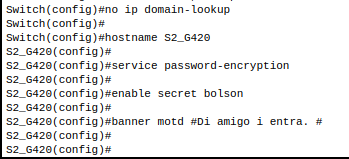 Switch(config)#no ip domain-lookup
Switch(config)#
Switch(config)#hostname S2_G420
S2_G420(config)#
S2_G420(config)#service password-encryption
S2_G420(config)#
S2_G420(config)#enable secret bolson
S2_G420(config)#
S2_G420(config)#banner motd #Di amigo i entra. #
S2_G420(config)#
S2_G420(config)#